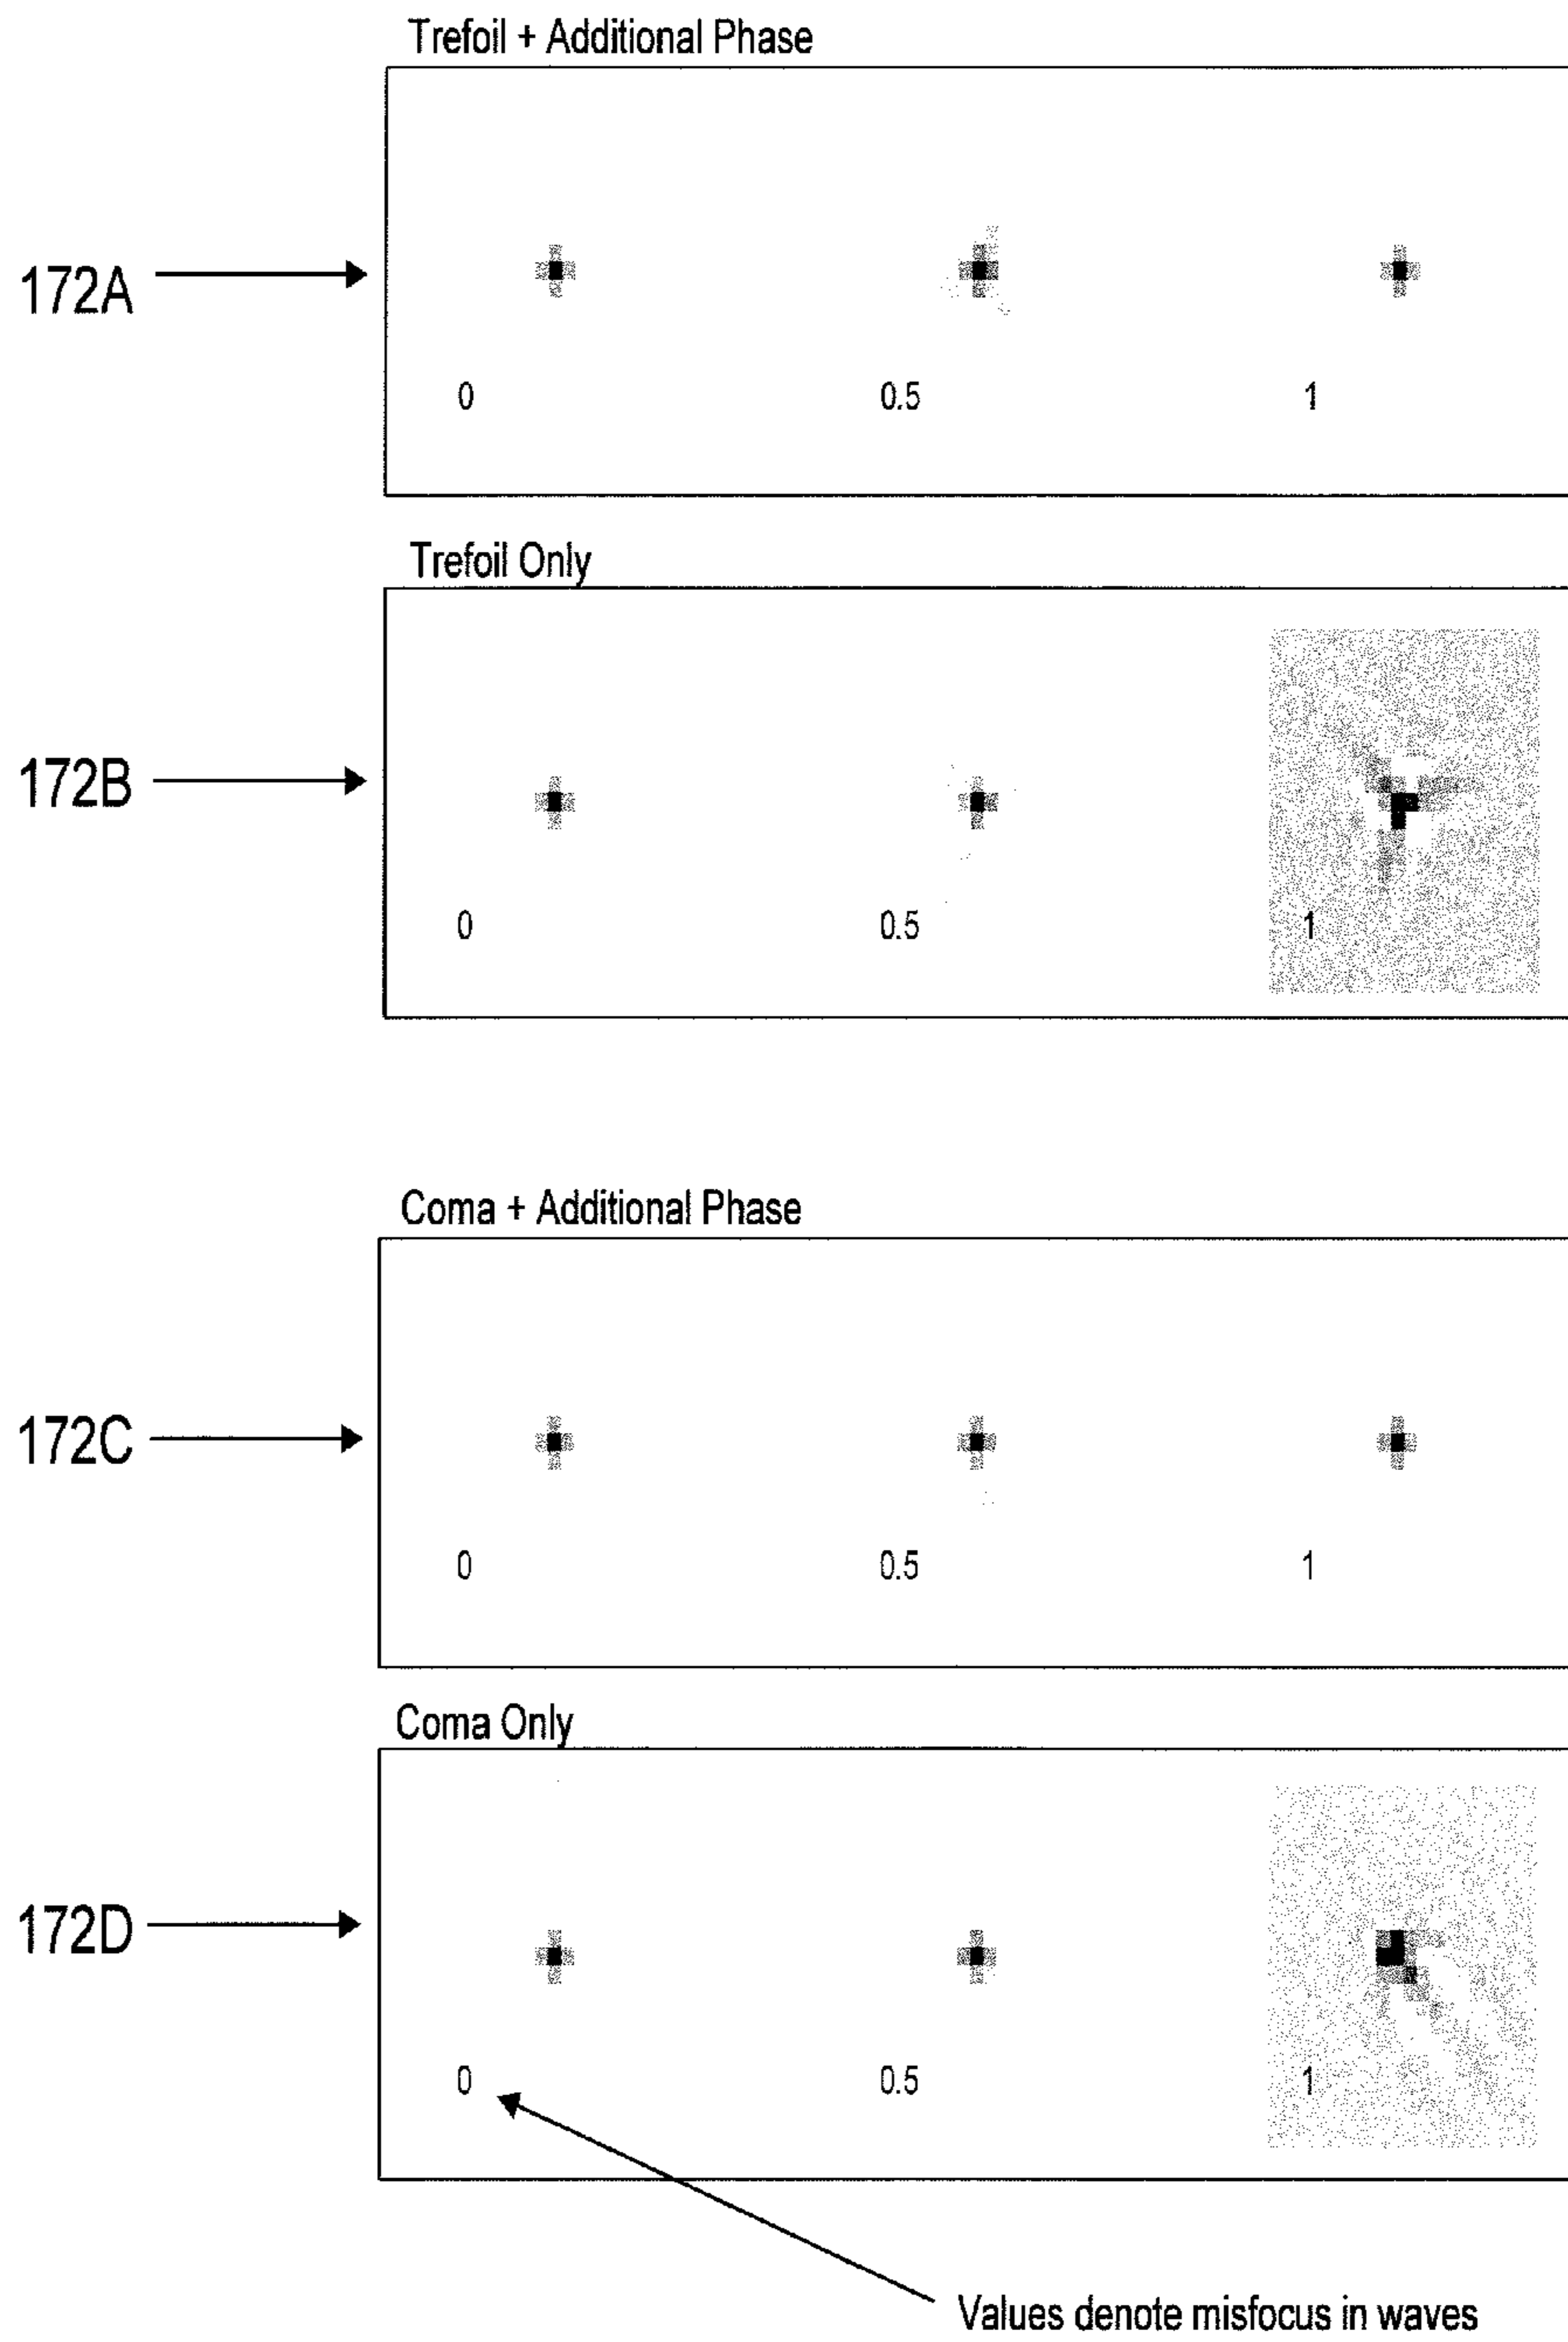 Trefoil + Additional Phase
172A
0 0.5 1
Trefoil Only
172B
0 0.5 1
Coma + Additional Phase
172C
0 0.5 1
Coma Only
172D
0 0.5 1
Values denote misfocus in waves